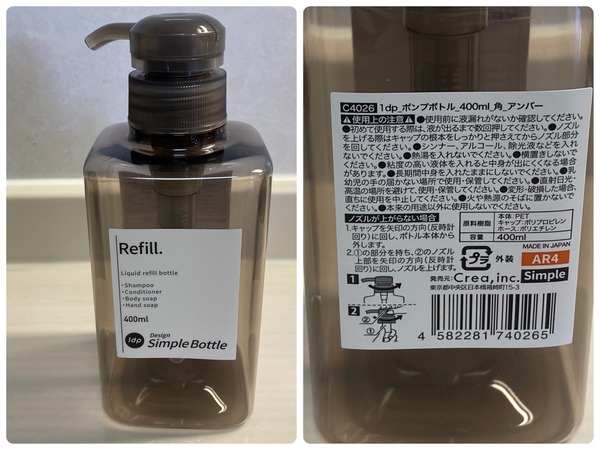 Refill.
Liquid refill bottle
・Shampoo
・Conditioner
・Body soap
・Hand soap
400ml
1dp Design
SimpleBottle
C4026 1dp_ポンプボトル_400ml_角_アンバー
⚠使用上の注意⚠ ●使用前に液漏れがないか確認してください。
●初めて使用する際は、液が出るまで数回押してください。●ノズル
を上げる際はキャップの根本をしっかりと押さえてからノズル部分
を回してください。●シンナー、アルコール、除光液などを入れ
ないでください。●熱湯を入れないでください。●横置きしないで
ください。●粘度の高い液体を入れると中身が出にくくなる場合
があります。●長期間中身を入れたままにしないでください。●乳
幼児の手の届かない場所で使用・保管してください。●直射日光・
高温の場所を避けて、使用・保管してください。●変形・破損した場合、
直ちに使用を中止してください。●火や熱源のそばに置かないでくだ
さい。●本来の用途以外に使用しないでください。
ノズルが上がらない場合
1.キャップを矢印の方向(反時計
回り)に回し、ボトル本体から
外します。
2.①の部分を持ち、②のノズル
上部を矢印の方向(反時計
回り)に回し、ノズルを上げます。
原料樹脂 本体:PET
キャップ:ポリプロピレン
ホース:ポリエチレン
容量 400ml
MADE IN JAPAN
プラ 外装 AR4
発売元:Crea,inc. Simple
東京都中央区日本橋箱崎町15-3
1
2
②
①
4 582281 740265